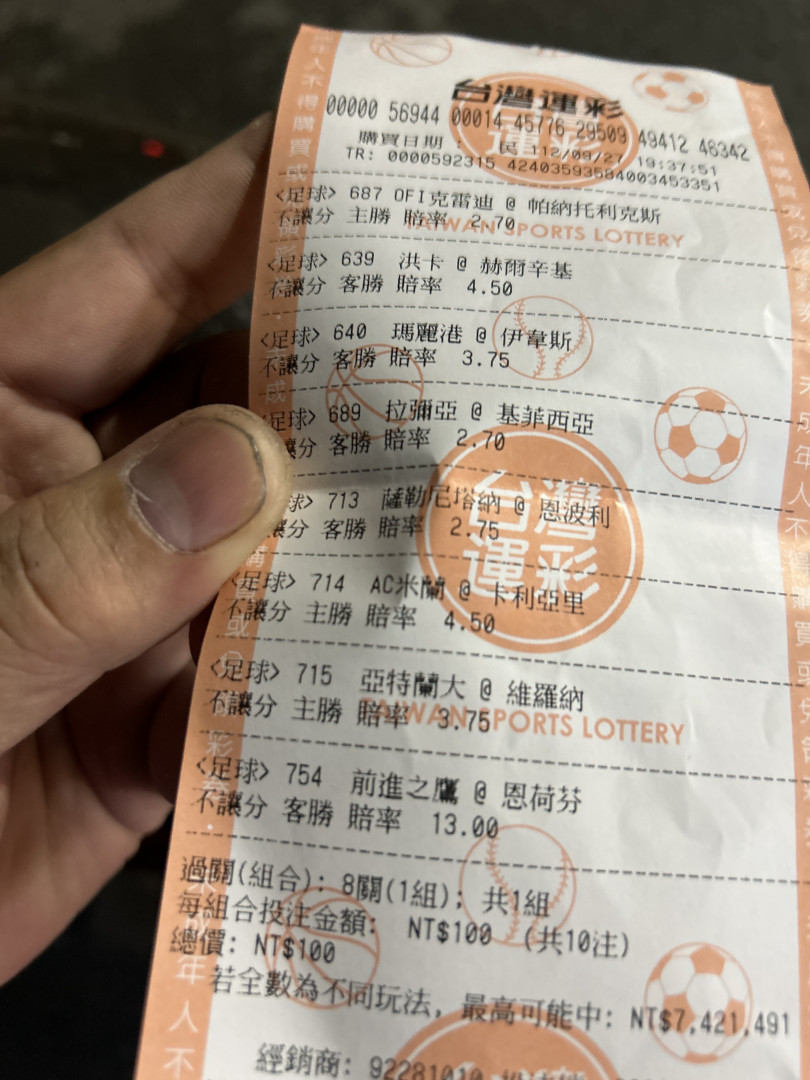 台灣運彩
00000 56944 00014 45776 29509 49412 46342
購買日期: 民 112/09/27 19:37:51
TR: 0000592315 42403593584003453351
<足球> 687 OFI克雷迪 @ 帕納托利克斯
不讓分 主勝 賠率 2.70
TAIWAN SPORTS LOTTERY
<足球> 639 洪卡 @ 赫爾辛基
不讓分 客勝 賠率 4.50
<足球> 640 瑪麗港 @ 伊韋斯
不讓分 客勝 賠率 3.75
<足球> 689 拉彌亞 @ 基菲西亞
讓分 客勝 賠率 2.70
球> 713 薩勒尼塔納 @ 恩波利
讓分 客勝 賠率 2.75
台灣運彩
<足球> 714 AC米蘭 @ 卡利亞里
不讓分 主勝 賠率 4.50
<足球> 715 亞特蘭大 @ 維羅納
不讓分 主勝 賠率 3.75
TAIWAN SPORTS LOTTERY
<足球> 754 前進之鷹 @ 恩荷芬
不讓分 客勝 賠率 13.00
過關(組合): 8關(1組); 共1組
每組合投注金額: NT$100 (共10注)
總價: NT$100
若全數為不同玩法, 最高可能中: NT$7,421,491
經銷商: 92281010